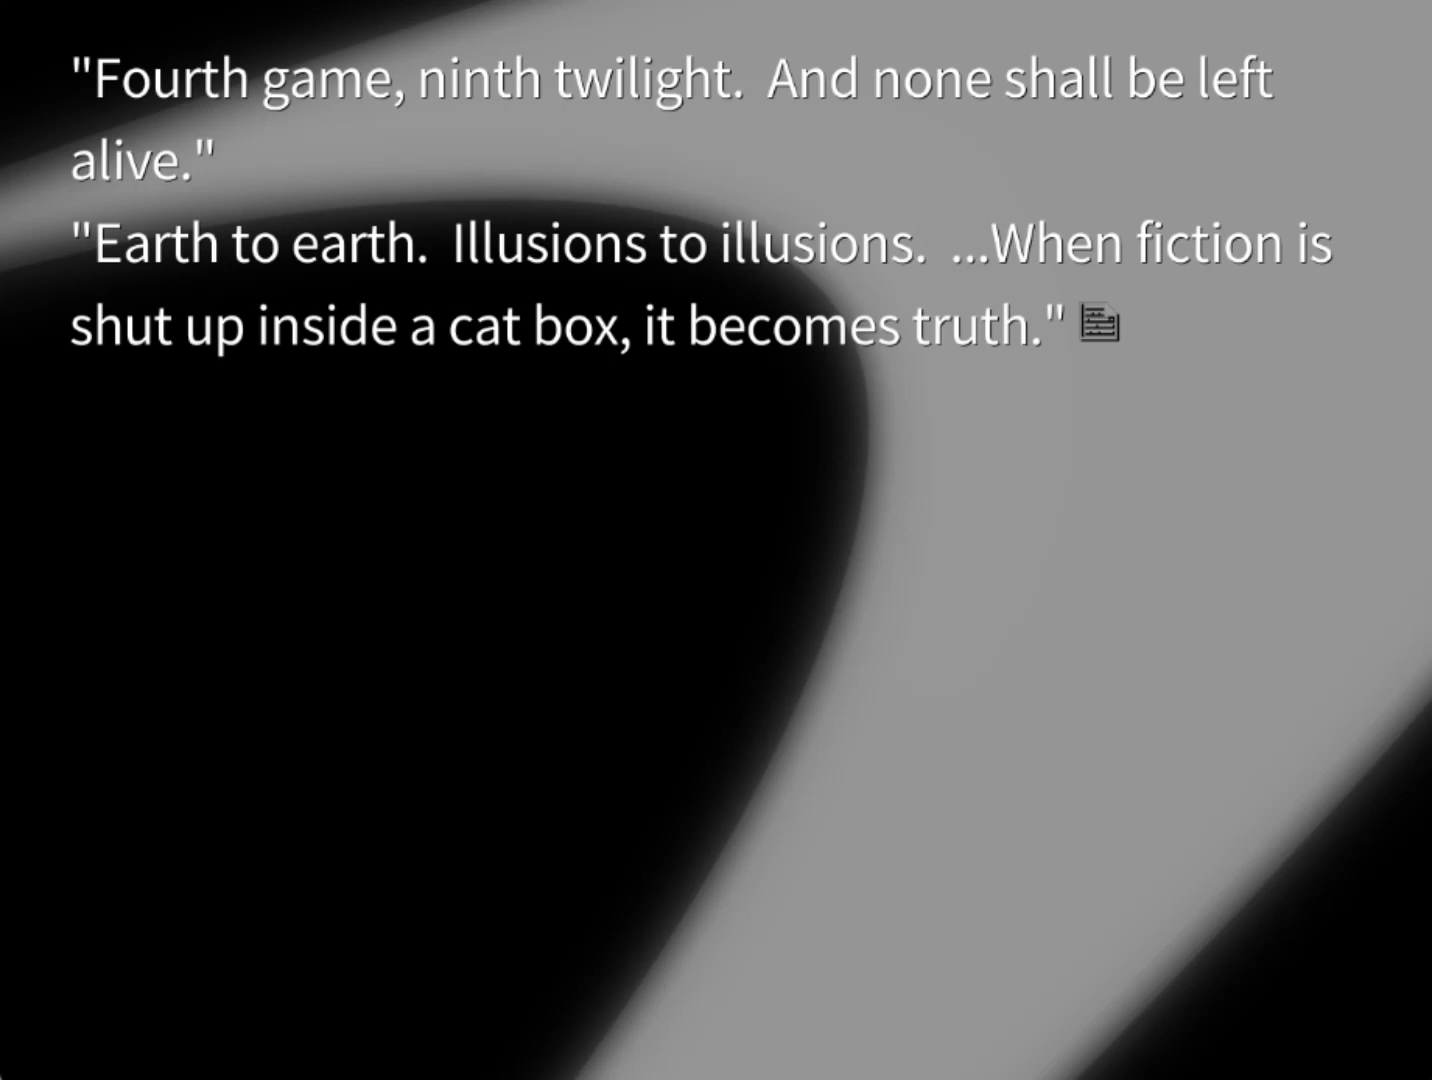 "Fourth game, ninth twilight.  And none shall be left
alive."
"Earth to earth.  Illusions to illusions.  ...When fiction is
shut up inside a cat box, it becomes truth."